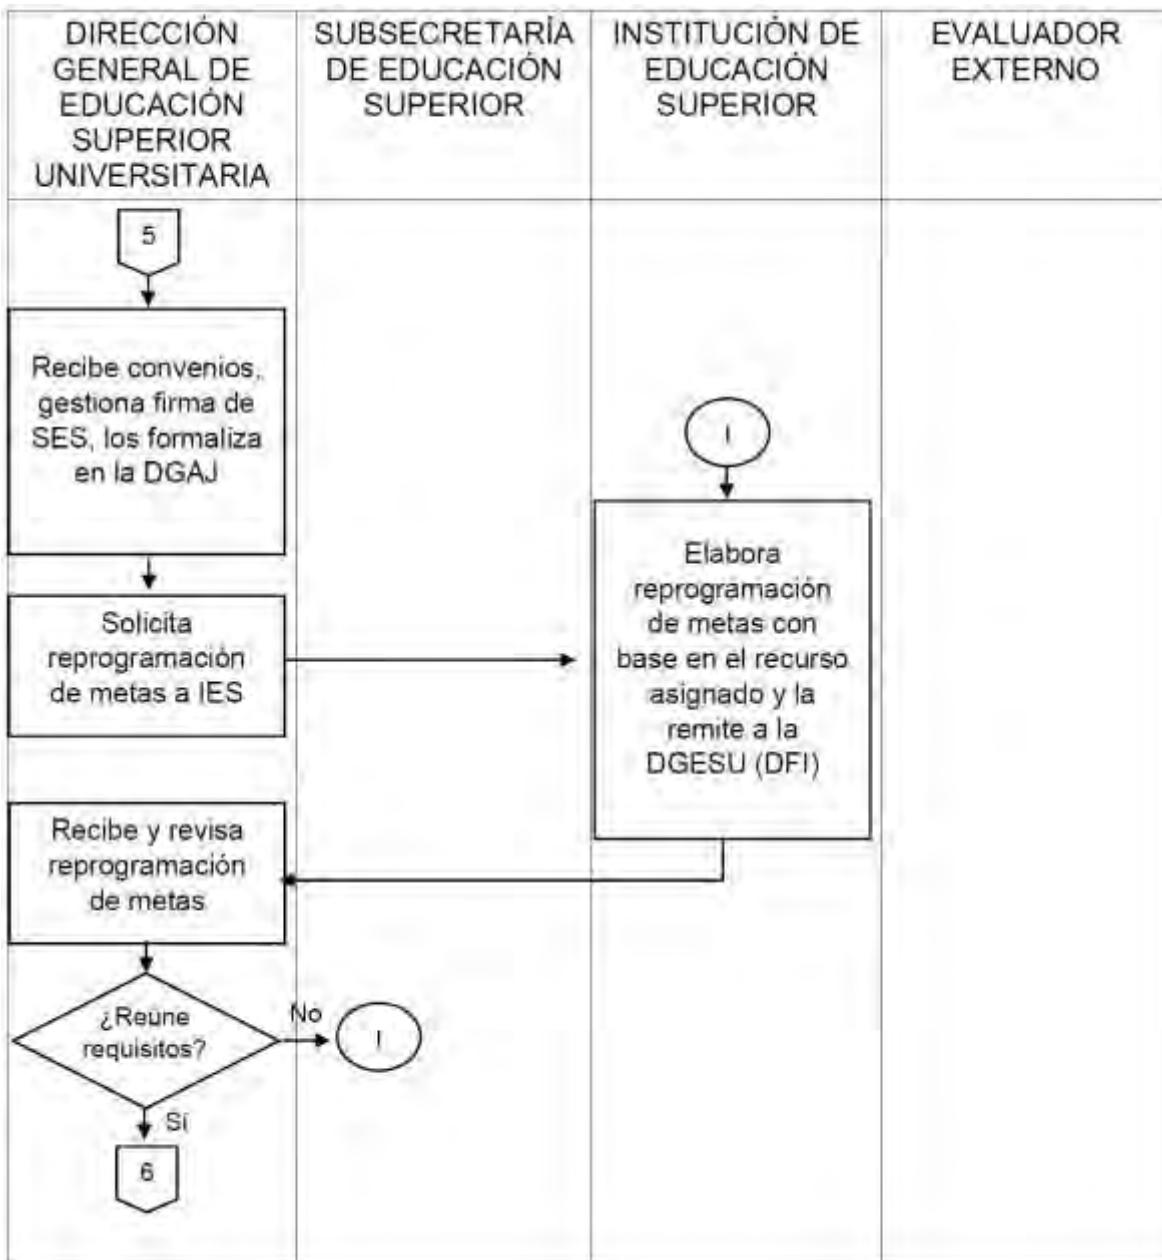 DIRECCIÓN
GENERAL DE
EDUCACIÓN
SUPERIOR
UNIVERSITARIA
SUBSECRETARÍA
DE EDUCACIÓN
SUPERIOR
INSTITUCIÓN DE
EDUCACIÓN
SUPERIOR
EVALUADOR
EXTERNO
5
Recibe convenios,
gestiona firma de
SES, los formaliza
en la DGAJ
I
Solicita
reprogramación
de metas a IES
Elabora
reprogramación
de metas con
base en el recurso
asignado y la
remite a la
DGESU (DFI)
Recibe y revisa
reprogramación
de metas
¿Reúne
requisitos?
No
I
Sí
6